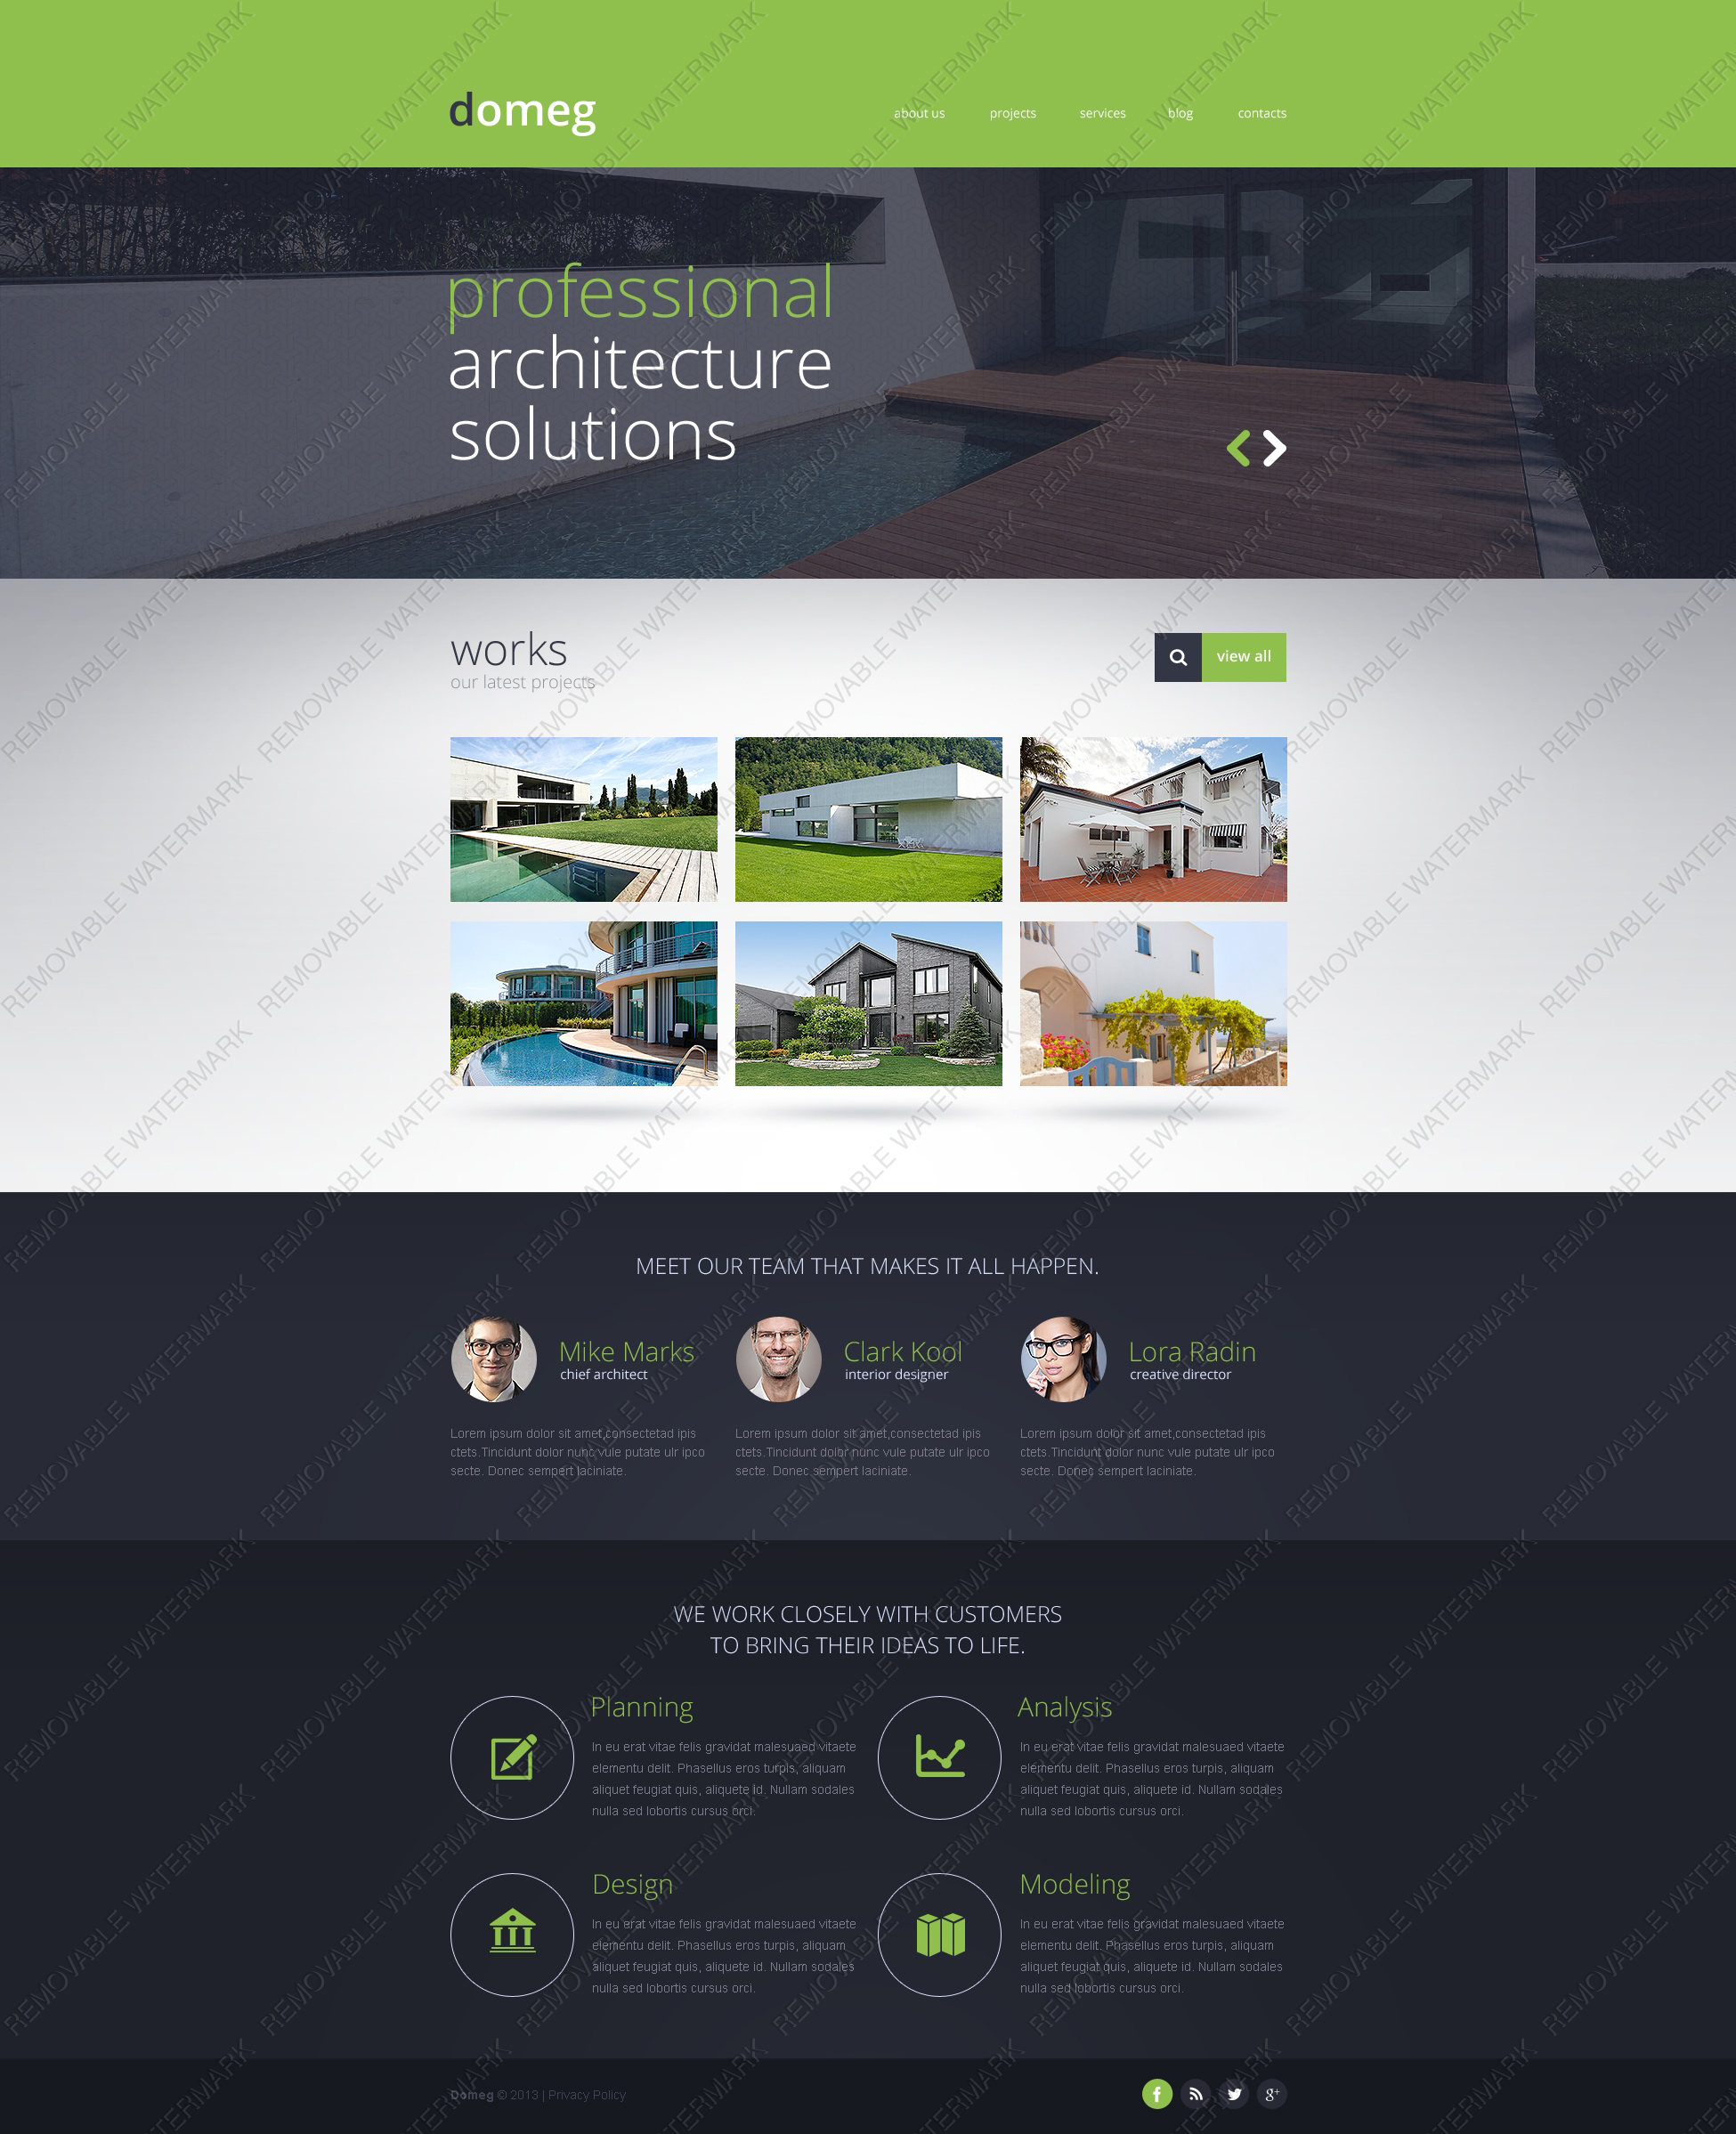 domeg
about us projects services blog contacts
professional
architecture
solutions
works
our latest projects
view all
MEET OUR TEAM THAT MAKES IT ALL HAPPEN.
Mike Marks
chief architect
Lorem ipsum dolor sit amet,consectetad ipis
ctets.Tincidunt dolor nunc vule putate ulr ipco
secte. Donec sempert laciniate.
Clark Kool
interior designer
Lorem ipsum dolor sit amet,consectetad ipis
ctets.Tincidunt dolor nunc vule putate ulr ipco
secte. Donec sempert laciniate.
Lora Radin
creative director
Lorem ipsum dolor sit amet,consectetad ipis
ctets.Tincidunt dolor nunc vule putate ulr ipco
secte. Donec sempert laciniate.
WE WORK CLOSELY WITH CUSTOMERS
TO BRING THEIR IDEAS TO LIFE.
Planning
In eu erat vitae felis gravidat malesuaed vitaete
elementu delit. Phasellus eros turpis, aliquam
aliquet feugiat quis, aliquete id. Nullam sodales
nulla sed lobortis cursus orci.
Analysis
In eu erat vitae felis gravidat malesuaed vitaete
elementu delit. Phasellus eros turpis, aliquam
aliquet feugiat quis, aliquete id. Nullam sodales
nulla sed lobortis cursus orci.
Design
In eu erat vitae felis gravidat malesuaed vitaete
elementu delit. Phasellus eros turpis, aliquam
aliquet feugiat quis, aliquete id. Nullam sodales
nulla sed lobortis cursus orci.
Modeling
In eu erat vitae felis gravidat malesuaed vitaete
elementu delit. Phasellus eros turpis, aliquam
aliquet feugiat quis, aliquete id. Nullam sodales
nulla sed lobortis cursus orci.
Domeg © 2013 | Privacy Policy
REMOVABLE WATERMARK